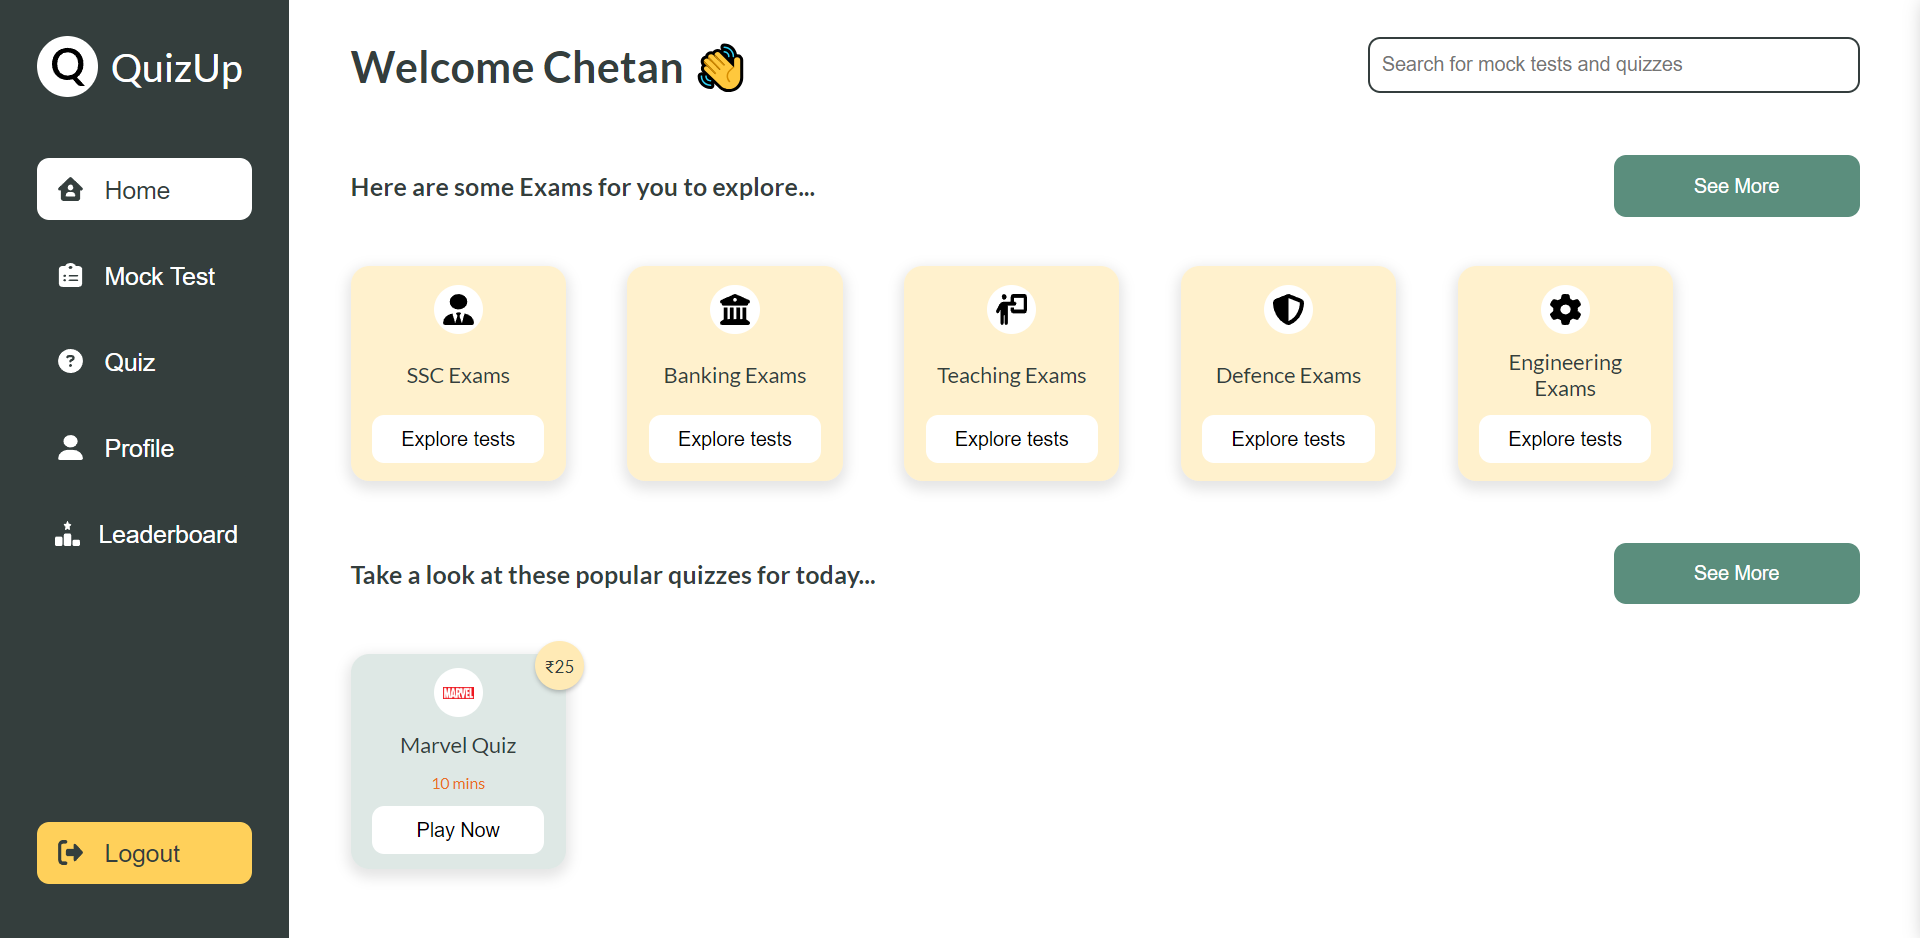 Q QuizUp
Home
Mock Test
Quiz
Profile
Leaderboard
Logout
Welcome Chetan 👋
Search for mock tests and quizzes
Here are some Exams for you to explore...
See More
SSC Exams
Explore tests
Banking Exams
Explore tests
Teaching Exams
Explore tests
Defence Exams
Explore tests
Engineering
Exams
Explore tests
Take a look at these popular quizzes for today...
See More
₹25
MARVEL
Marvel Quiz
10 mins
Play Now